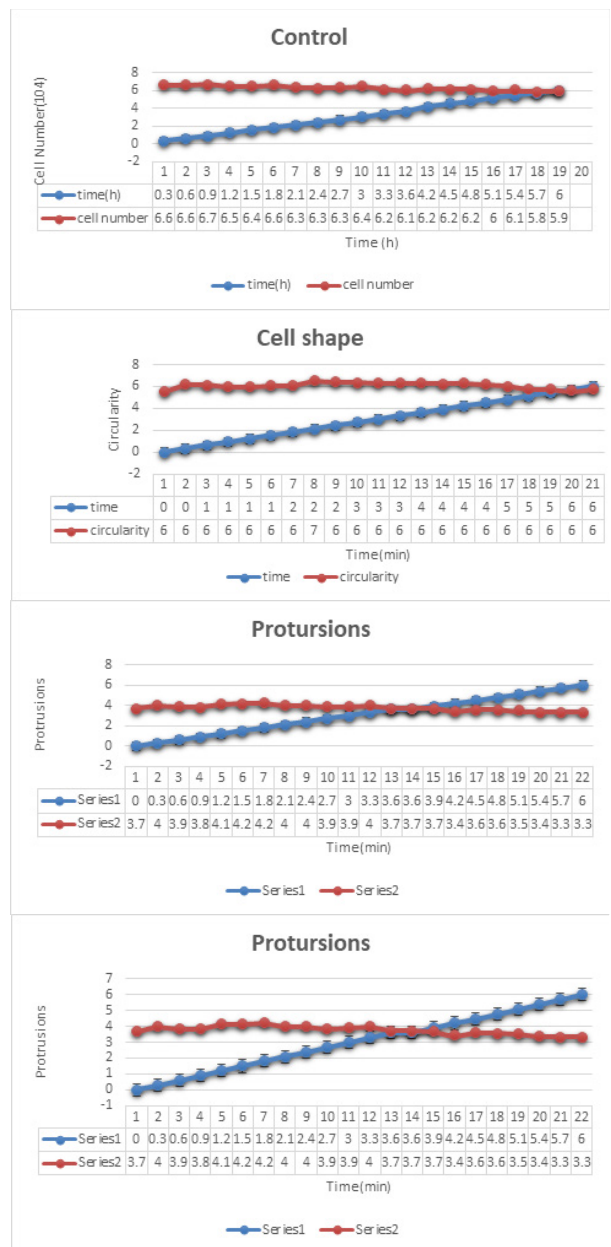 Control
Cell Number(104)
8
6
4
2
0
-2
1 2 3 4 5 6 7 8 9 10 11 12 13 14 15 16 17 18 19 20
time(h) 0.3 0.6 0.9 1.2 1.5 1.8 2.1 2.4 2.7 3 3.3 3.6 4.2 4.5 4.8 5.1 5.4 5.7 6
cell number 6.6 6.6 6.7 6.5 6.4 6.6 6.3 6.3 6.3 6.4 6.2 6.1 6.2 6.2 6.2 6 6.1 5.8 5.9
Time (h)
time(h) cell number
Cell shape
Circularity
8
6
4
2
0
-2
1 2 3 4 5 6 7 8 9 10 11 12 13 14 15 16 17 18 19 20 21
time 0 0 1 1 1 1 2 2 2 3 3 3 4 4 4 4 5 5 5 6 6
circularity 6 6 6 6 6 6 6 7 6 6 6 6 6 6 6 6 6 6 6 6 6
Time(min)
time circularity
Protursions
Protrusions
8
6
4
2
0
-2
1 2 3 4 5 6 7 8 9 10 11 12 13 14 15 16 17 18 19 20 21 22
Series1 0 0.3 0.6 0.9 1.2 1.5 1.8 2.1 2.4 2.7 3 3.3 3.6 3.6 3.9 4.2 4.5 4.8 5.1 5.4 5.7 6
Series2 3.7 4 3.9 3.8 4.1 4.2 4.2 4 4 3.9 3.9 4 3.7 3.7 3.7 3.4 3.6 3.6 3.5 3.4 3.3 3.3
Time(min)
Series1 Series2
Protursions
Protrusions
7
6
5
4
3
2
1
0
-1
1 2 3 4 5 6 7 8 9 10 11 12 13 14 15 16 17 18 19 20 21 22
Series1 0 0.3 0.6 0.9 1.2 1.5 1.8 2.1 2.4 2.7 3 3.3 3.6 3.6 3.9 4.2 4.5 4.8 5.1 5.4 5.7 6
Series2 3.7 4 3.9 3.8 4.1 4.2 4.2 4 4 3.9 3.9 4 3.7 3.7 3.7 3.4 3.6 3.6 3.5 3.4 3.3 3.3
Time(min)
Series1 Series2